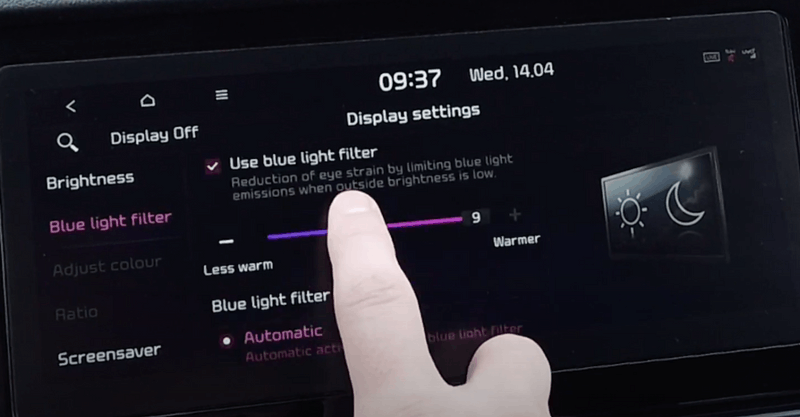 09:37 Wed, 14.04
LIVE
Display Off
Display settings
Brightness
Use blue light filter
Reduction of eye strain by limiting blue light
emissions when outside brightness is low.
Blue light filter
9
Less warm
Warmer
Adjust colour
Ratio
Blue light filter
Automatic
Automatic blue light filter
Screensaver